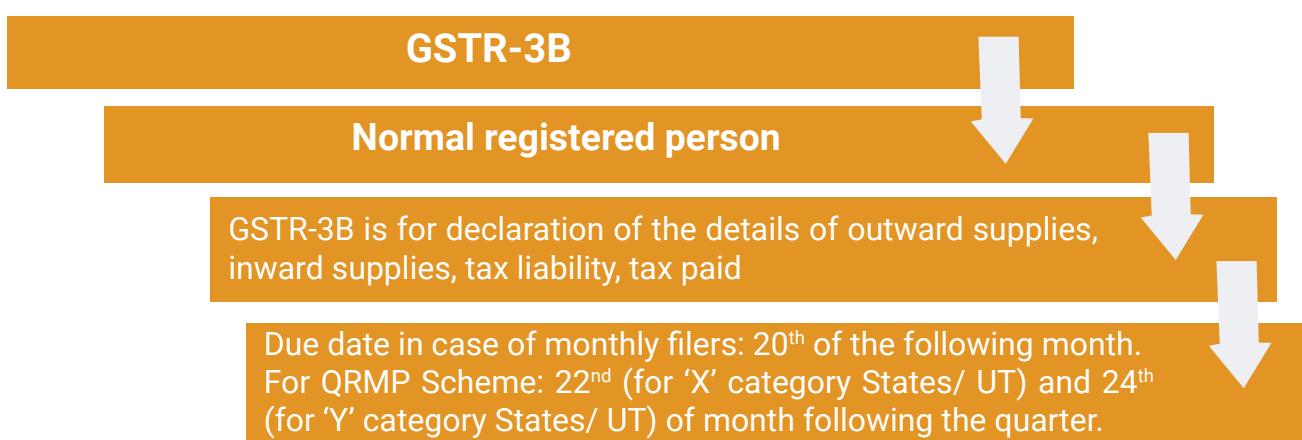 GSTR-3B
Normal registered person
GSTR-3B is for declaration of the details of outward supplies,
inward supplies, tax liability, tax paid
Due date in case of monthly filers: 20th of the following month.
For QRMP Scheme: 22nd (for ‘X’ category States/ UT) and 24th
(for ‘Y’ category States/ UT) of month following the quarter.